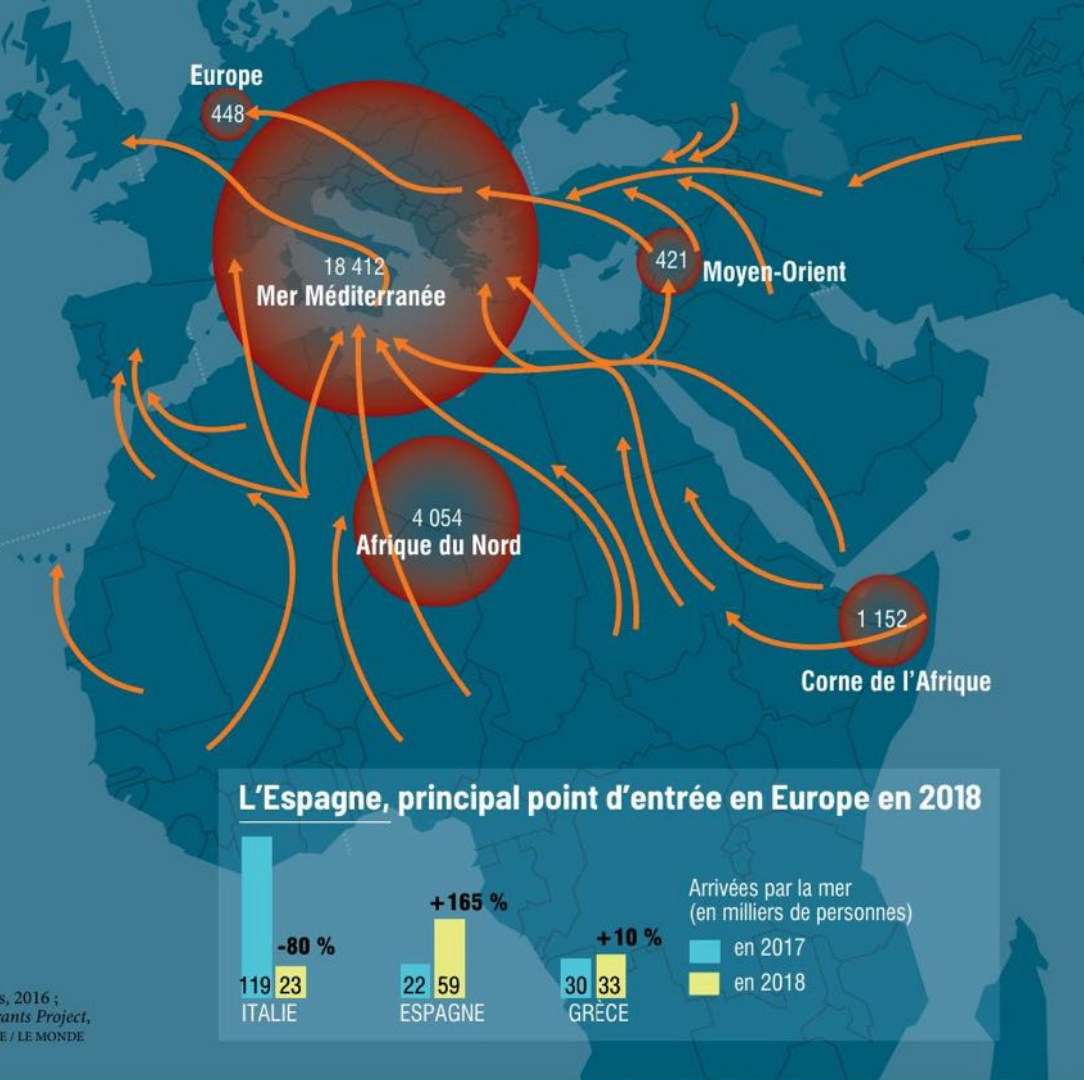 Europe
448
18 412
Mer Méditerranée
421
Moyen-Orient
4 054
Afrique du Nord
1 152
Corne de l'Afrique
L'Espagne, principal point d'entrée en Europe en 2018
-80 %
119 23
ITALIE
+165 %
22 59
ESPAGNE
+10 %
30 33
GRÈCE
Arrivées par la mer
(en milliers de personnes)
en 2017
en 2018
s, 2016 ;
ants Project,
E / LE MONDE